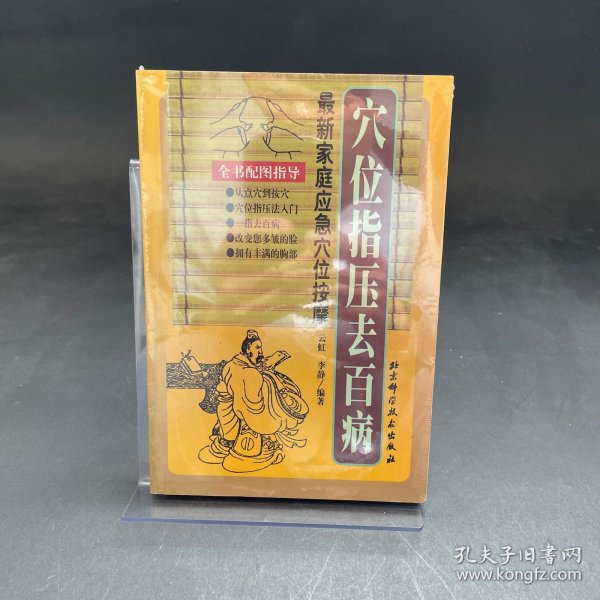 穴位指压去百病
最新家庭应急穴位按摩
全书配图指导
●从点穴到按穴
●穴位指压法入门
●一指去百病
●改变您多皱的脸
●拥有丰满的胸部
云虹 李静/编著
北京科学技术出版社
孔夫子旧书网
www.kongfz.com